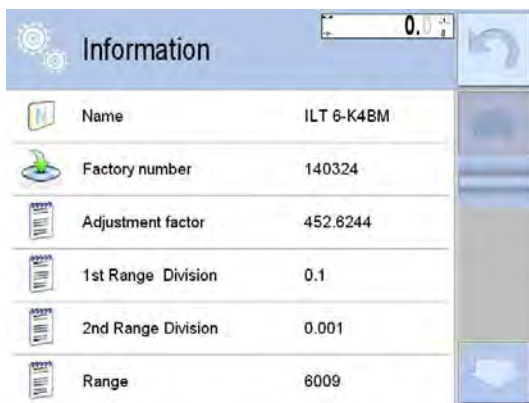 Information
0.0
Name ILT 6-K4BM
Factory number 140324
Adjustment factor 452.6244
1st Range Division 0.1
2nd Range Division 0.001
Range 6009